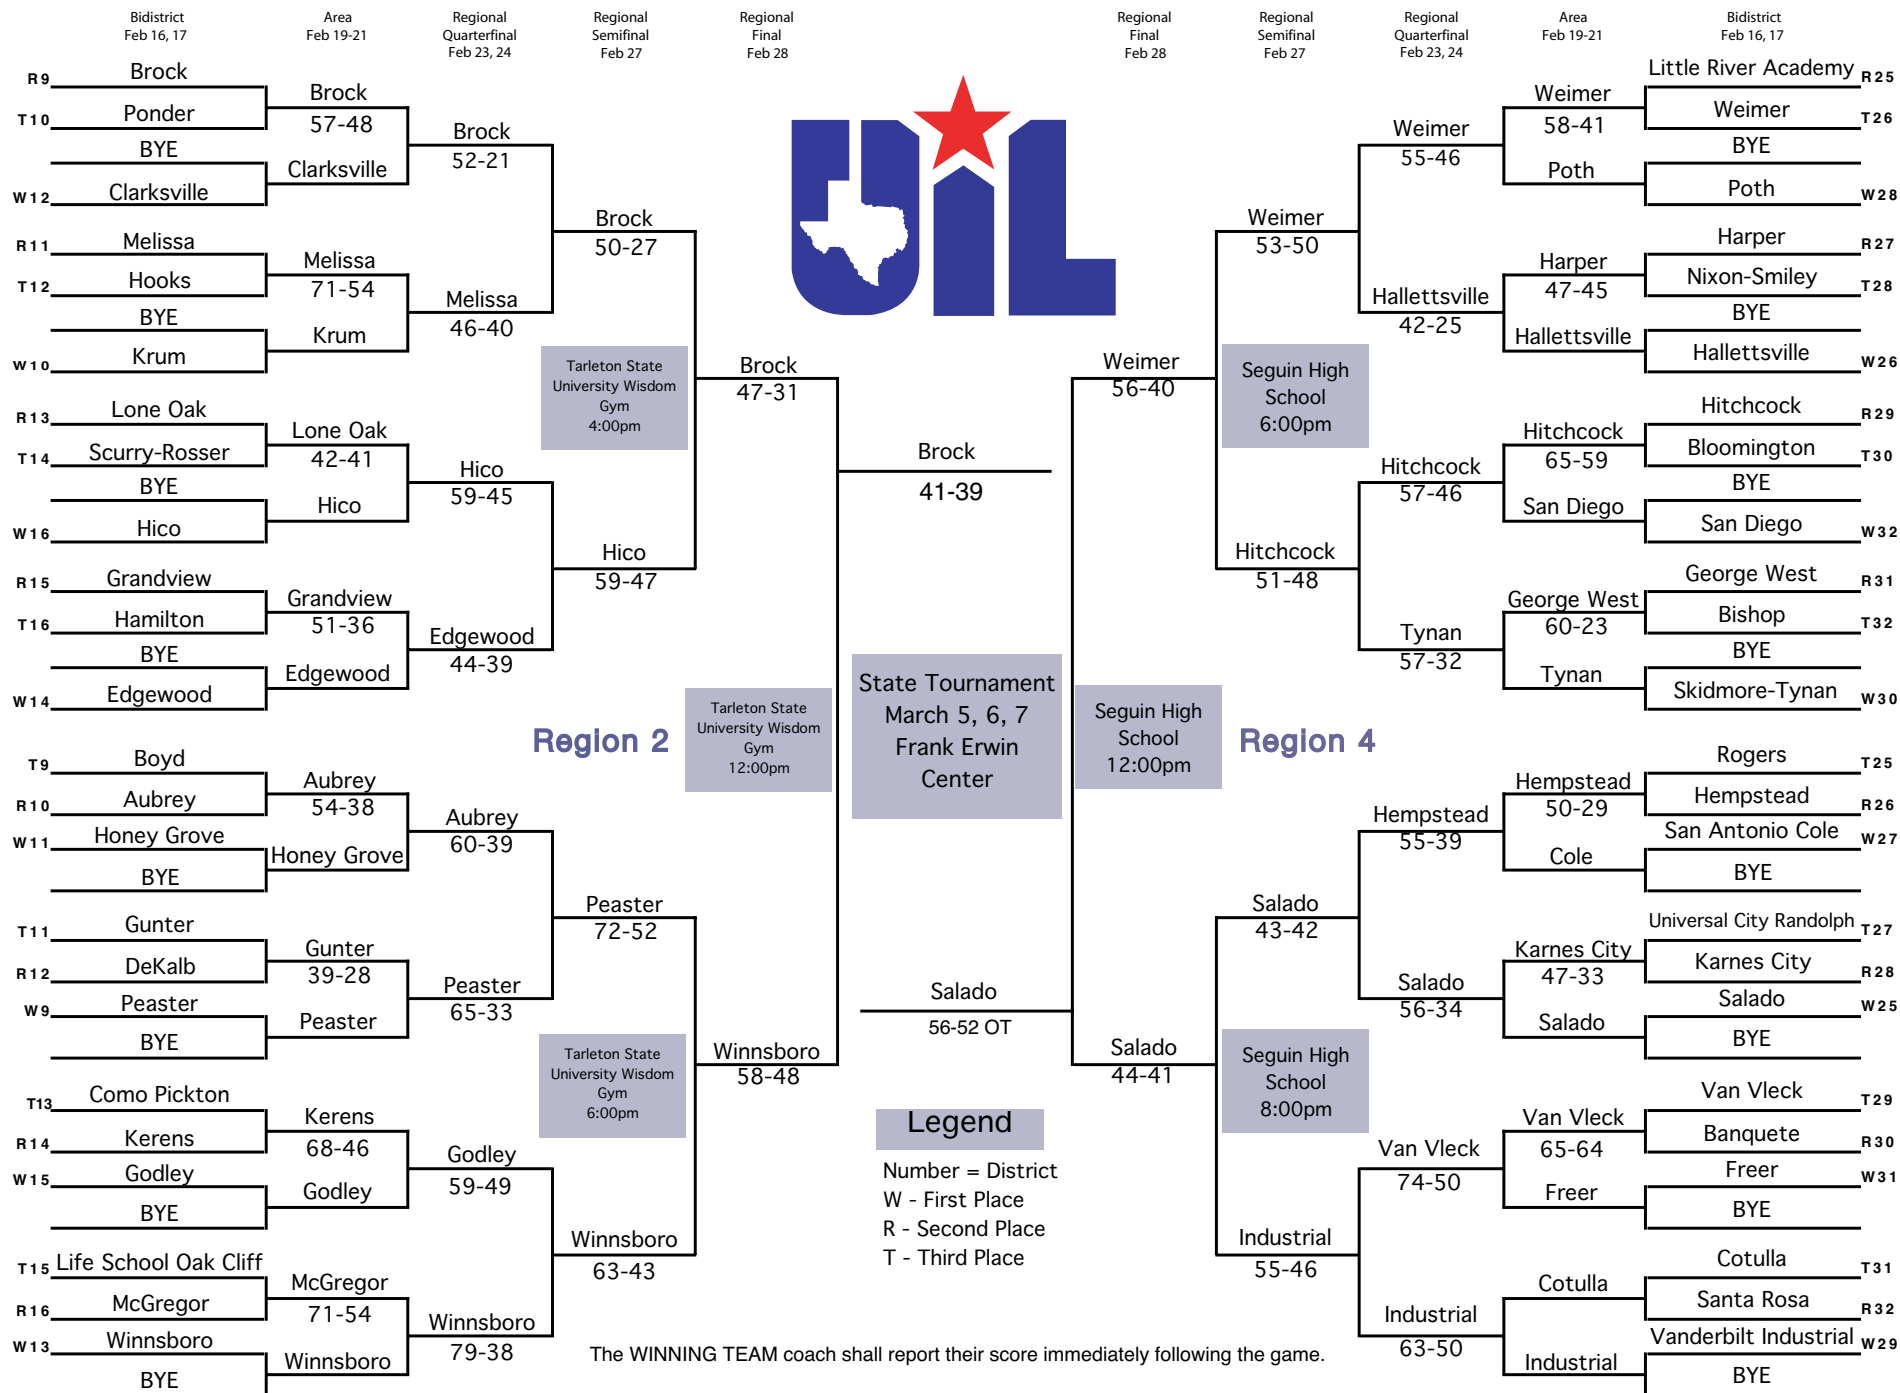 Bidistrict
Feb 16, 17
Area
Feb 19-21
Regional
Quarterfinal
Feb 23, 24
Regional
Semifinal
Feb 27
Regional
Final
Feb 28
Regional
Final
Feb 28
Regional
Semifinal
Feb 27
Regional
Quarterfinal
Feb 23, 24
Area
Feb 19-21
Bidistrict
Feb 16, 17
R9 Brock
T10 Ponder
BYE
W12 Clarksville
R11 Melissa
T12 Hooks
BYE
W10 Krum
R13 Lone Oak
T14 Scurry-Rosser
BYE
W16 Hico
R15 Grandview
T16 Hamilton
BYE
W14 Edgewood
T9 Boyd
R10 Aubrey
W11 Honey Grove
BYE
T11 Gunter
R12 DeKalb
W9 Peaster
BYE
T13 Como Pickton
R14 Kerens
W15 Godley
BYE
T15 Life School Oak Cliff
R16 McGregor
W13 Winnsboro
BYE
Brock
57-48
Clarksville
Melissa
71-54
Krum
Lone Oak
42-41
Hico
Grandview
51-36
Edgewood
Aubrey
54-38
Honey Grove
Gunter
39-28
Peaster
Kerens
68-46
Godley
McGregor
71-54
Winnsboro
Brock
52-21
Melissa
46-40
Hico
59-45
Edgewood
44-39
Aubrey
60-39
Peaster
65-33
Godley
59-49
Winnsboro
79-38
Brock
50-27
Tarleton State
University Wisdom
Gym
4:00pm
Hico
59-47
Region 2
Peaster
72-52
Tarleton State
University Wisdom
Gym
6:00pm
Winnsboro
63-43
Brock
47-31
Tarleton State
University Wisdom
Gym
12:00pm
Winnsboro
58-48
UIL
Brock
41-39
State Tournament
March 5, 6, 7
Frank Erwin
Center
Salado
56-52 OT
Legend
Number = District
W - First Place
R - Second Place
T - Third Place
The WINNING TEAM coach shall report their score immediately following the game.
Weimer
56-40
Seguin High
School
12:00pm
Salado
44-41
Weimer
53-50
Seguin High
School
6:00pm
Hitchcock
51-48
Region 4
Salado
43-42
Seguin High
School
8:00pm
Industrial
55-46
Weimer
55-46
Hallettsville
42-25
Hitchcock
57-46
Tynan
57-32
Hempstead
55-39
Salado
56-34
Van Vleck
74-50
Industrial
63-50
Weimer
58-41
Poth
Harper
47-45
Hallettsville
Hitchcock
65-59
San Diego
George West
60-23
Tynan
Hempstead
50-29
Cole
Karnes City
47-33
Salado
Van Vleck
65-64
Freer
Cotulla
Industrial
Little River Academy R25
Weimer T26
BYE
Poth W28
Harper R27
Nixon-Smiley T28
BYE
Hallettsville W26
Hitchcock R29
Bloomington T30
BYE
San Diego W32
George West R31
Bishop T32
BYE
Skidmore-Tynan W30
Rogers T25
Hempstead R26
San Antonio Cole W27
BYE
Universal City Randolph T27
Karnes City R28
Salado W25
BYE
Van Vleck T29
Banquete R30
Freer W31
BYE
Cotulla T31
Santa Rosa R32
Vanderbilt Industrial W29
BYE